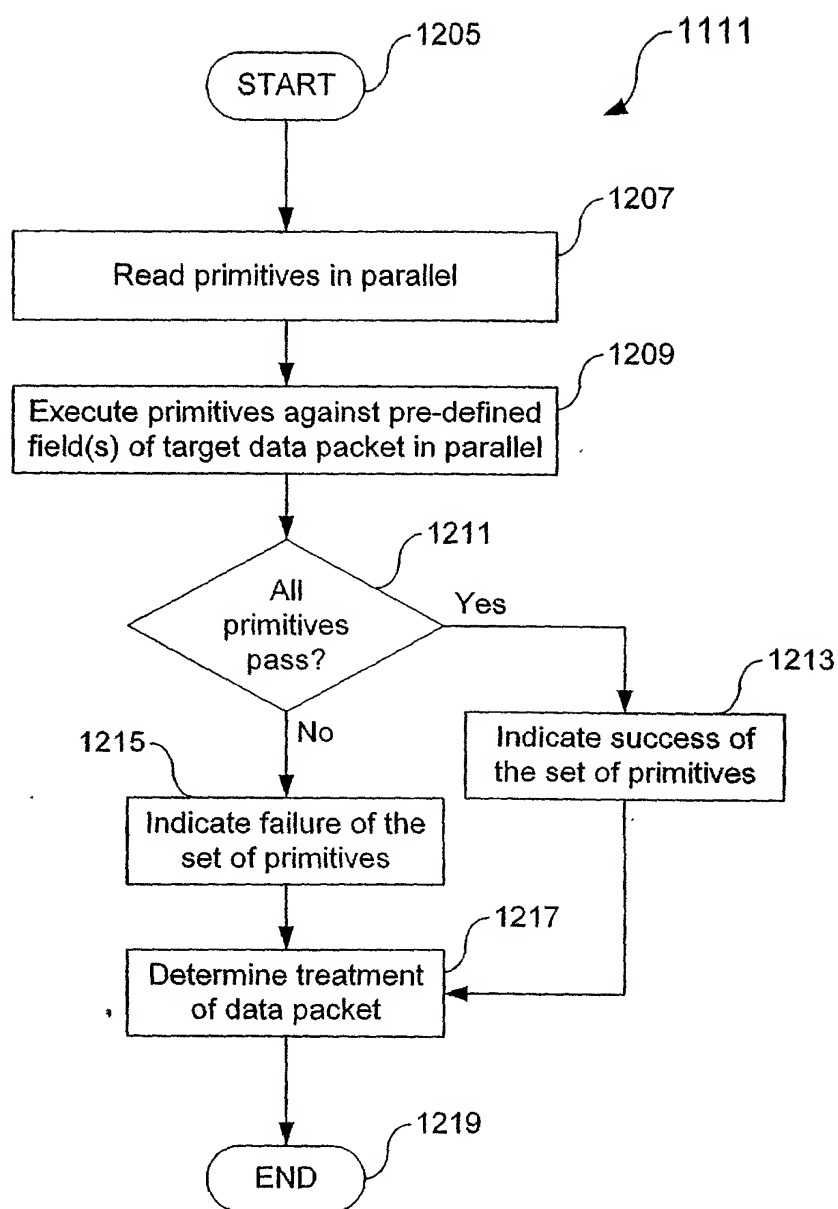 1205
1111
START
1207
Read primitives in parallel
1209
Execute primitives against pre-defined
field(s) of target data packet in parallel
1211
All
primitives
pass?
Yes
1213
No
1215
Indicate success of
the set of primitives
Indicate failure of the
set of primitives
1217
Determine treatment
of data packet
1219
END